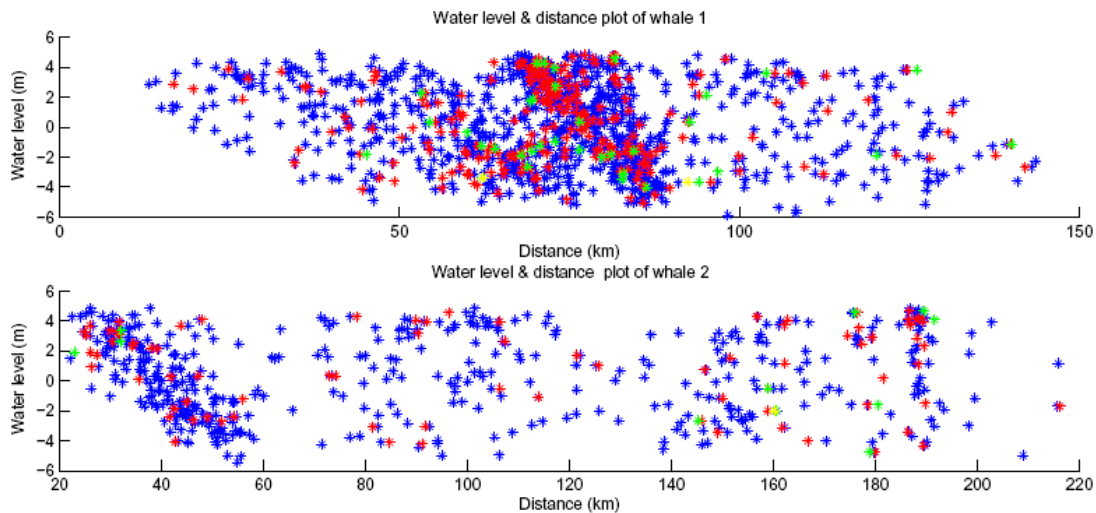 Water level & distance plot of whale 1
6
4
2
0
−2
−4
−6
Water level (m)
0 50 100 150
Distance (km)
Water level & distance plot of whale 2
6
4
2
0
−2
−4
−6
Water level (m)
20 40 60 80 100 120 140 160 180 200 220
Distance (km)